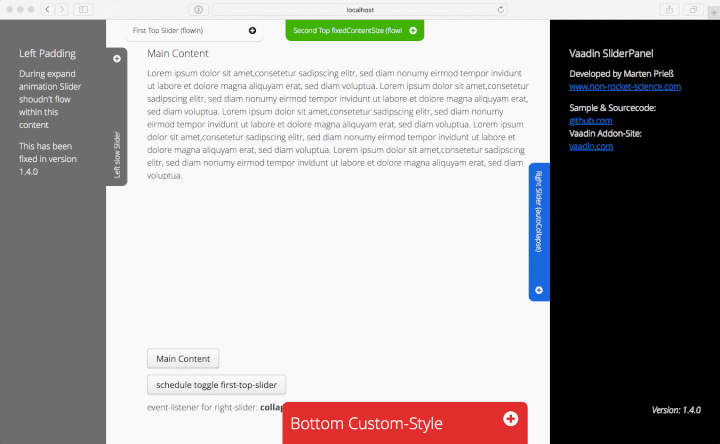 localhost
First Top Slider (flowIn)
Second Top fixedContentSize (flowI
Left Padding
During expand
animation Slider
shoudn't flow
within this
content
This has been
fixed in version
1.4.0
Left slow Slider
Main Content
Lorem ipsum dolor sit amet,consetetur sadipscing elitr, sed diam nonumy eirmod tempor invidunt
ut labore et dolore magna aliquyam erat, sed diam voluptua. Lorem ipsum dolor sit amet,consetetur
sadipscing elitr, sed diam nonumy eirmod tempor invidunt ut labore et dolore magna aliquyam erat,
sed diam voluptua. Lorem ipsum dolor sit amet,consetetur sadipscing elitr, sed diam nonumy
eirmod tempor invidunt ut labore et dolore magna aliquyam erat, sed diam voluptua. Lorem ipsum
dolor sit amet,consetetur sadipscing elitr, sed diam nonumy eirmod tempor invidunt ut labore et
dolore magna aliquyam erat, sed diam voluptua. Lorem ipsum dolor sit amet,consetetur sadipscing
elitr, sed diam nonumy eirmod tempor invidunt ut labore et dolore magna aliquyam erat, sed diam
voluptua.
Right Slider (autoCollapse)
Main Content
schedule toggle first-top-slider
event-listener for right-slider: collap
Bottom Custom-Style
Vaadin SliderPanel
Developed by Marten Prieß
www.non-rocket-science.com
Sample & Sourcecode:
github.com
Vaadin Addon-Site:
vaadin.com
Version: 1.4.0